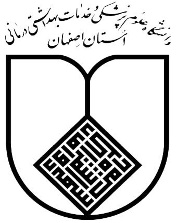 دانشگاه علوم پزشکی و خدمات بهداشتی درمانی
استان اصفهان